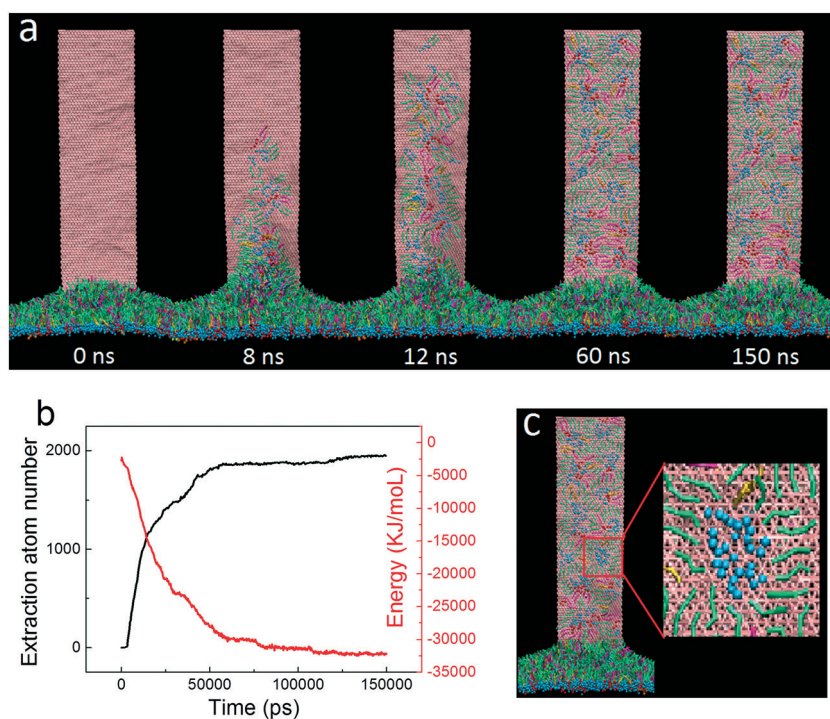 a
0 ns 8 ns 12 ns 60 ns 150 ns
b
Extraction atom number
2000
1000
0
0 50000 100000 150000
Time (ps)
0
-5000
-10000
-15000
-20000
-25000
-30000
-35000
Energy (KJ/moL)
c